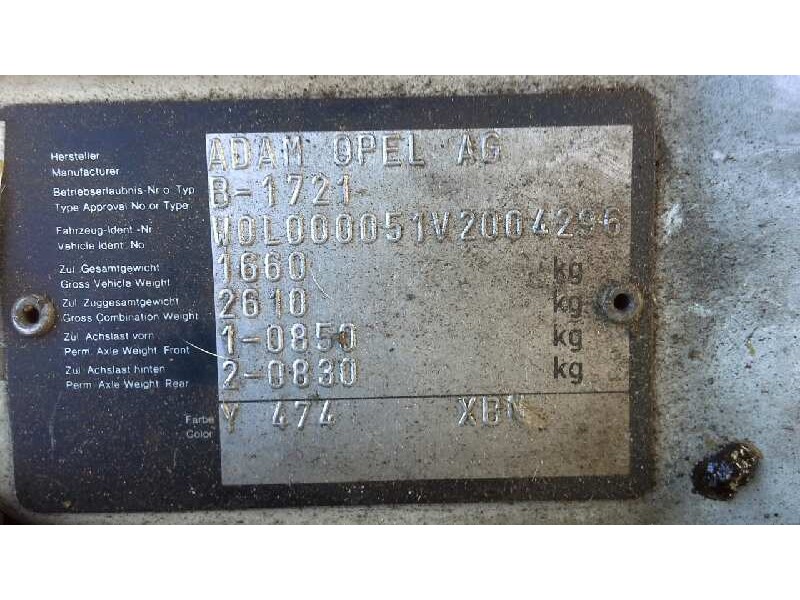 Hersteller
Manufacturer
ADAM OPEL AG
Betriebserlaubnis-Nr o Typ
Type Approval No. or Type
B-1721-
Fahrzeug-Ident.-Nr
Vehicle Ident. No
W0L000051V2004296
Zul Gesamtgewicht
Gross Vehicle Weight
1660 kg
Zul Zuggesamtgewicht
Gross Combination Weight
2610 kg
Zul Achslast vorn
Perm. Axle Weight Front
1-0850 kg
Zul Achslast hinten
Perm. Axle Weight Rear
2-0830 kg
Farbe
Color
Y 474 XBN